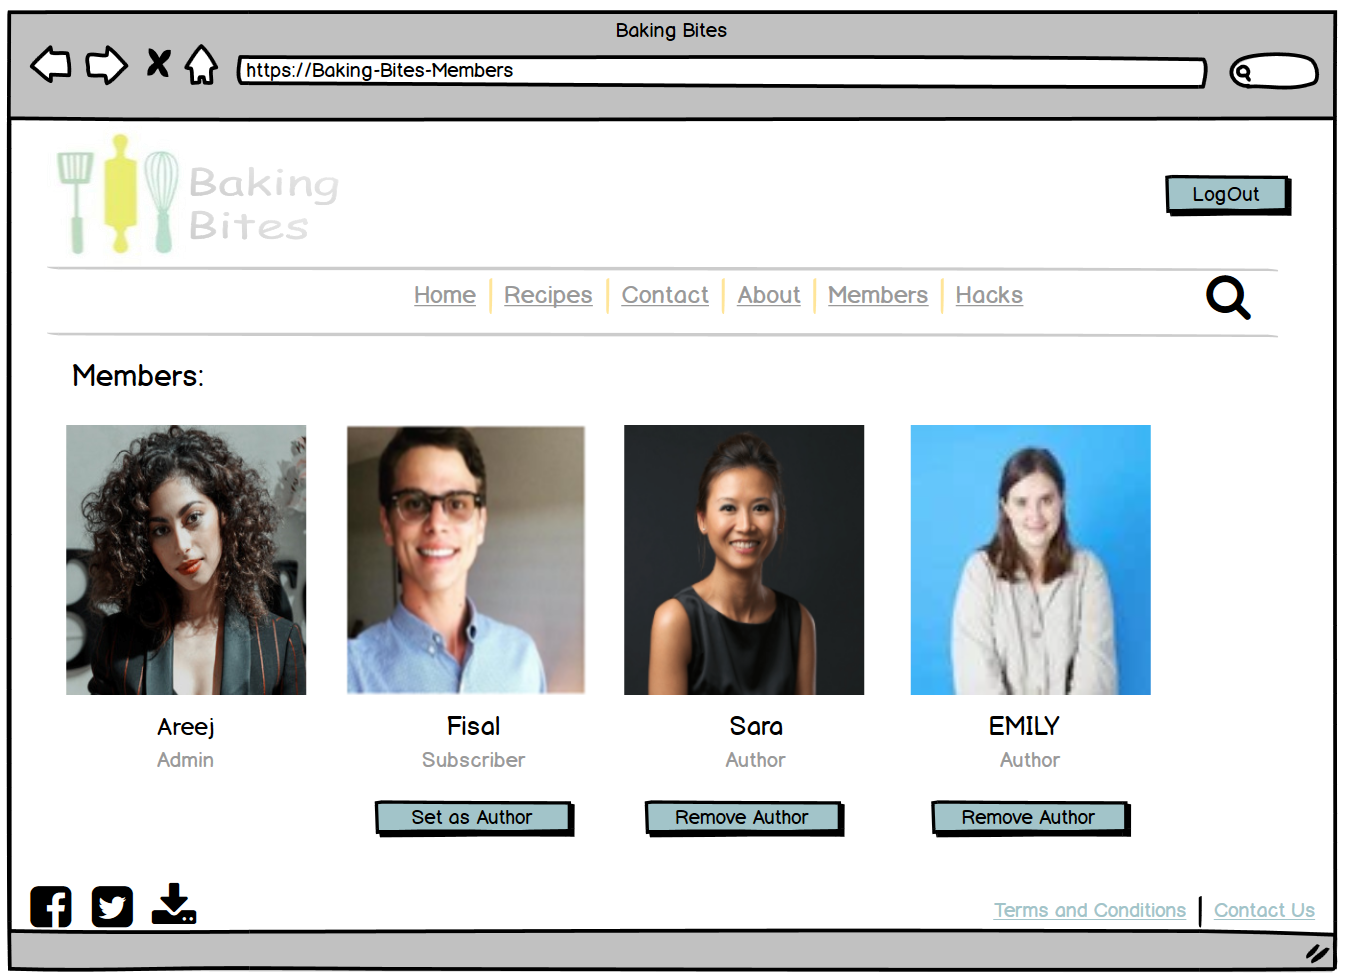 Baking Bites
https://Baking-Bites-Members
Baking
Bites
LogOut
Home Recipes Contact About Members Hacks
Members:
Areej Fisal Sara EMILY
Admin Subscriber Author Author
Set as Author Remove Author Remove Author
Terms and Conditions Contact Us